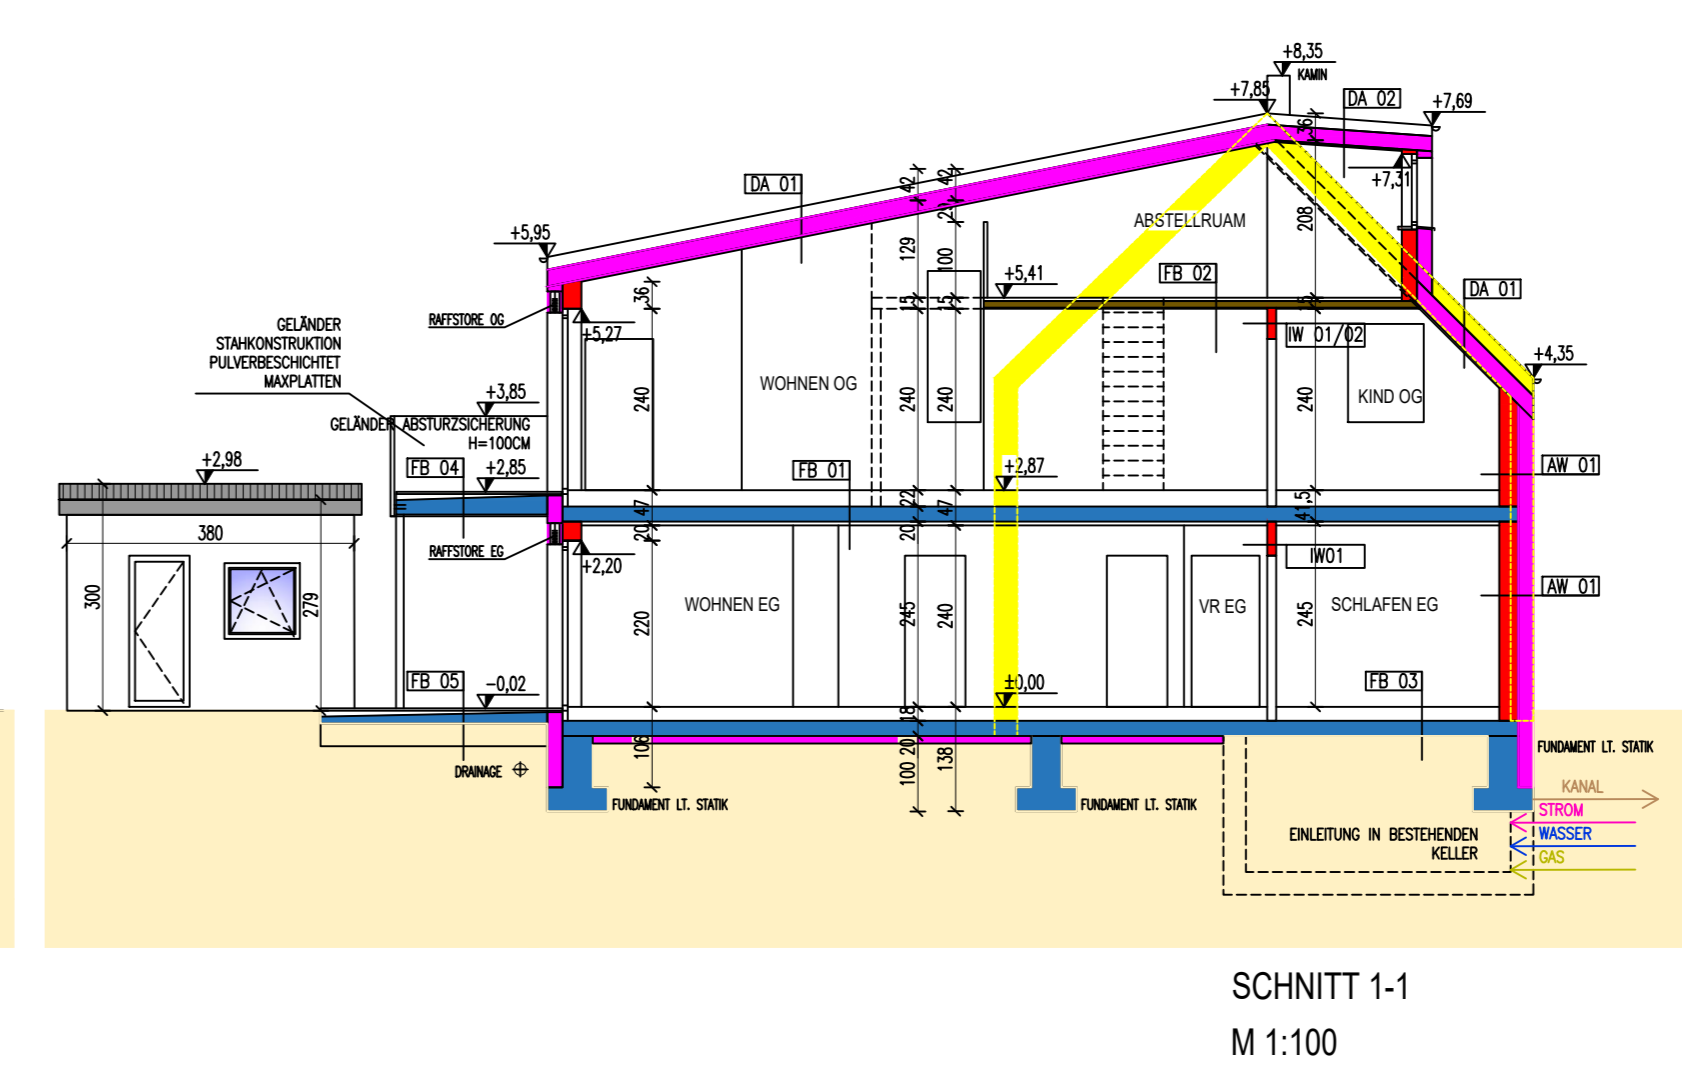 +8,35
KAMIN
+7,85
DA 02
+7,69
36
+7,31
DA 01
42
42
25
208
ABSTELLRUAM
+5,95
129
100
+5,41
FB 02
DA 01
36
15
15
15
RAFFSTORE OG
GELÄNDER
STAHKONSTRUKTION
PULVERBESCHICHTET
MAXPLATTEN
+5,27
IW 01/02
+4,35
WOHNEN OG
KIND OG
+3,85
240
240
240
240
GELÄNDER ABSTURZSICHERUNG
H=100CM
+2,98
FB 04
+2,85
FB 01
+2,87
AW 01
22
47
47
41,5
380
20
20
RAFFSTORE EG
+2,20
IW01
AW 01
300
279
WOHNEN EG
VR EG
SCHLAFEN EG
220
245
240
245
FB 05
-0,02
±0,00
FB 03
18
106
20
100
138
DRAINAGE
FUNDAMENT LT. STATIK
FUNDAMENT LT. STATIK
FUNDAMENT LT. STATIK
KANAL
STROM
EINLEITUNG IN BESTEHENDEN
KELLER
WASSER
GAS
SCHNITT 1-1
M 1:100